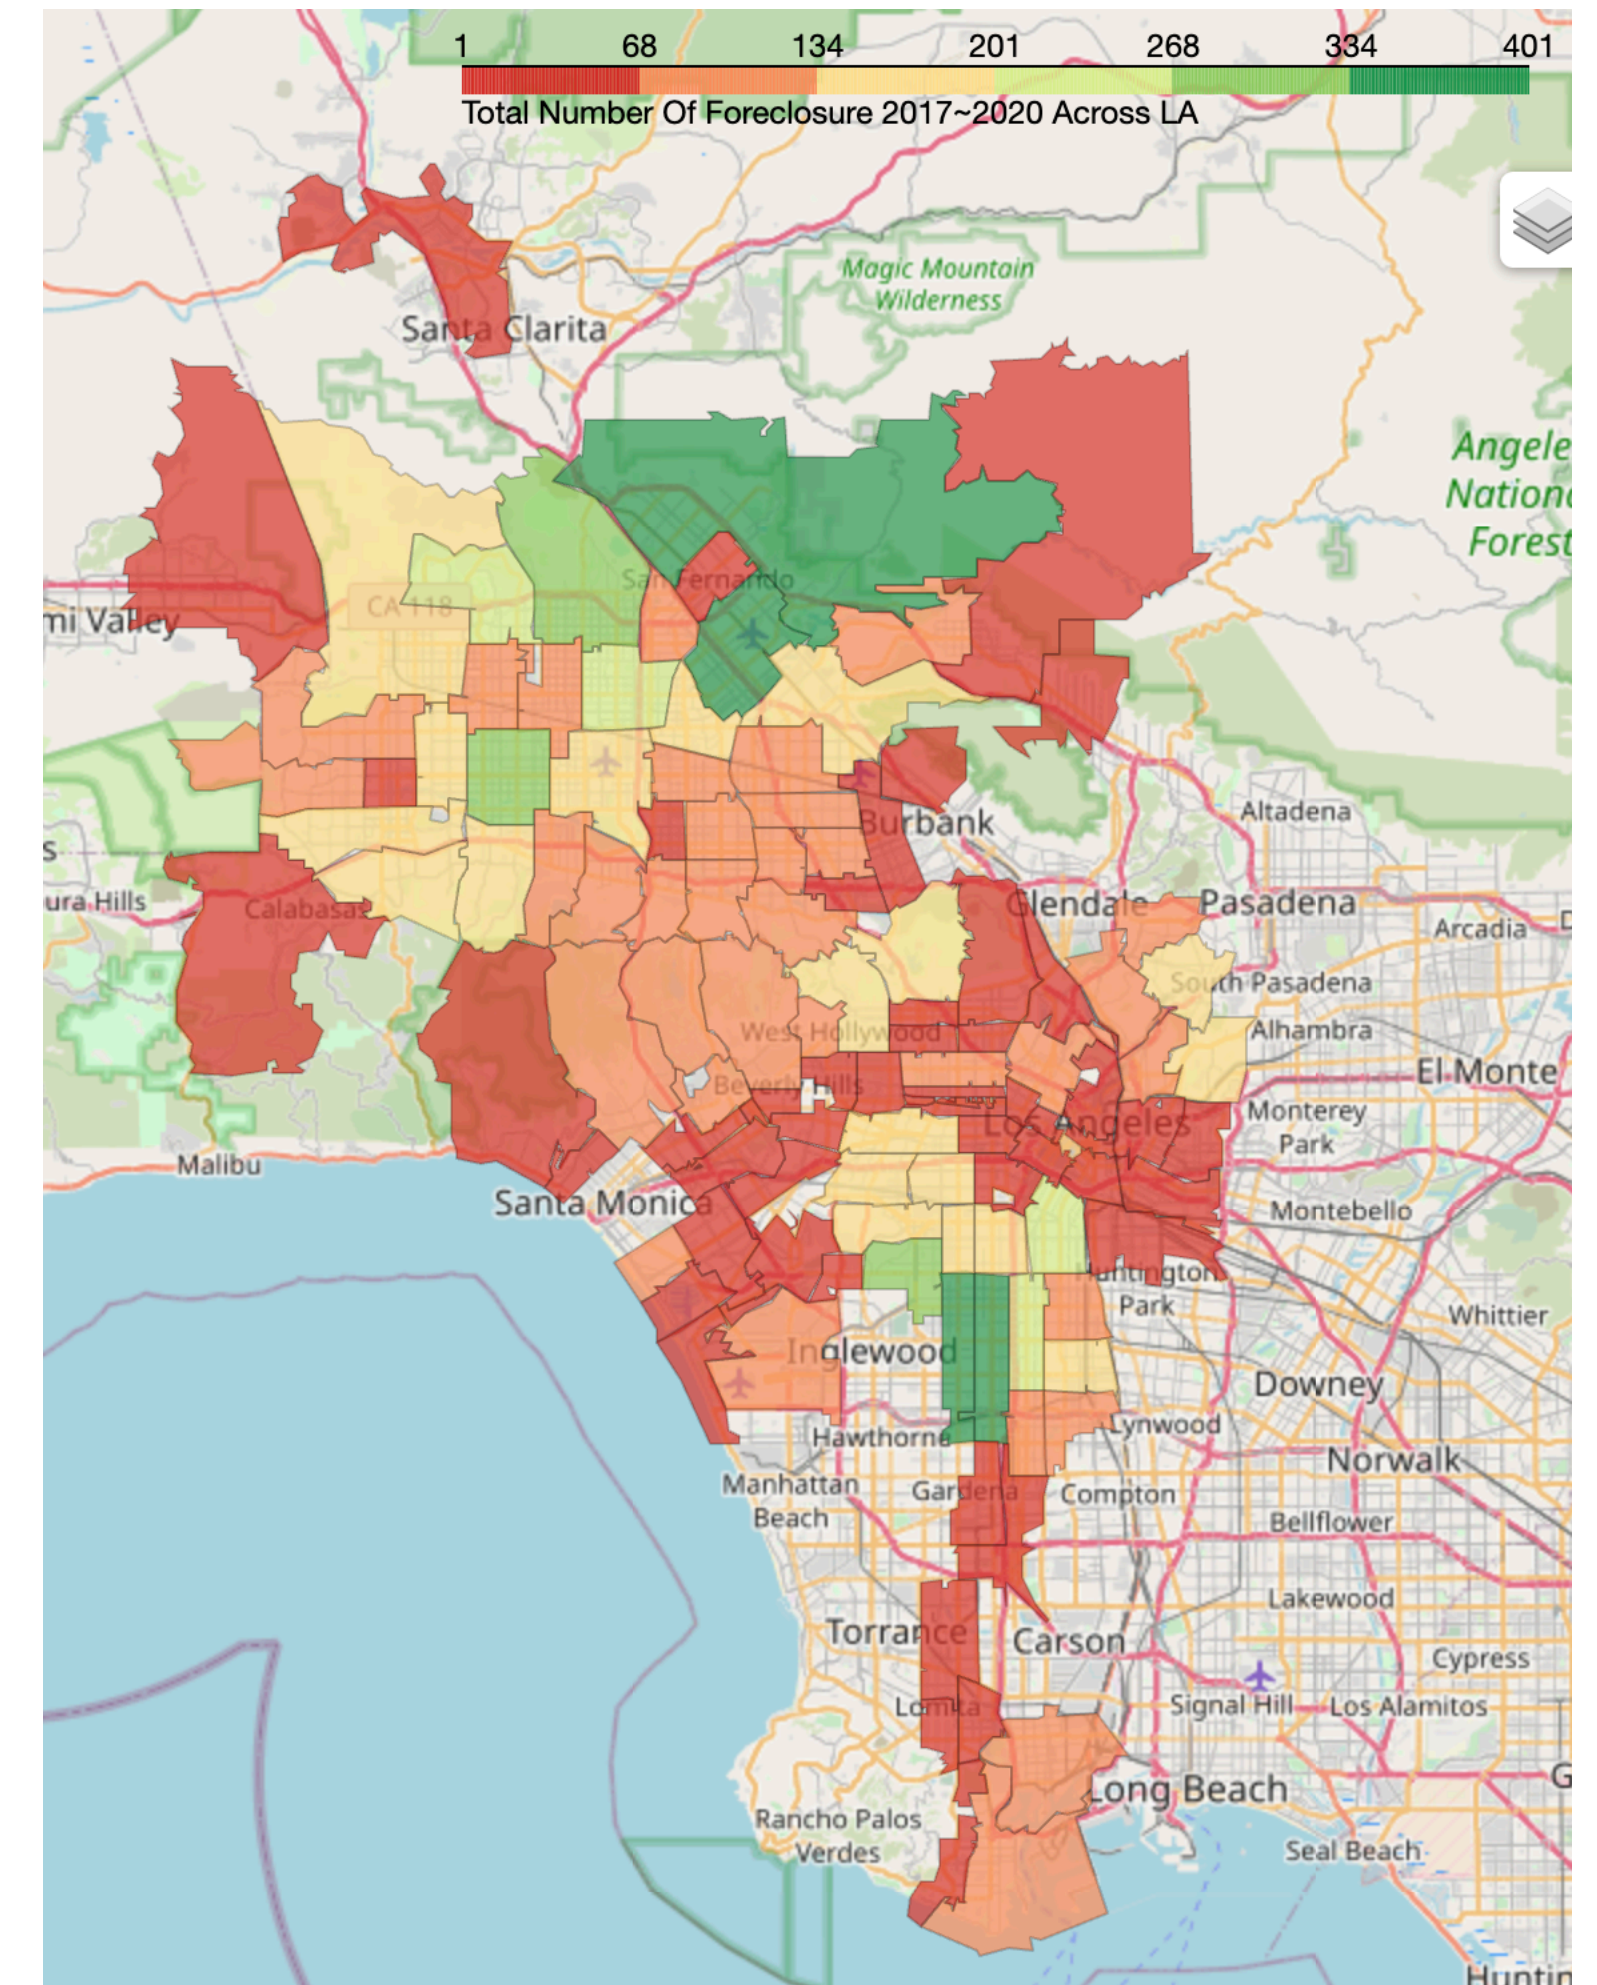 1 68 134 201 268 334 401
Total Number Of Foreclosure 2017~2020 Across LA
Magic Mountain
Wilderness
Santa Clarita
Angele
Nationa
Forest
San Fernando
CA 118
mi Valley
Burbank
Altadena
s
ura Hills
Calabasas
Glendale
Pasadena
Arcadia
D
South Pasadena
West Hollywood
Alhambra
El Monte
Beverly Hills
Los Angeles
Monterey
Park
Malibu
Santa Monica
Montebello
Huntington
Park
Whittier
Inglewood
Downey
Hawthorne
Lynwood
Norwalk
Manhattan
Beach
Gardena
Compton
Bellflower
Lakewood
Torrance
Carson
Cypress
Lomita
Signal Hill
Los Alamitos
Long Beach
G
Rancho Palos
Verdes
Seal Beach
Huntin